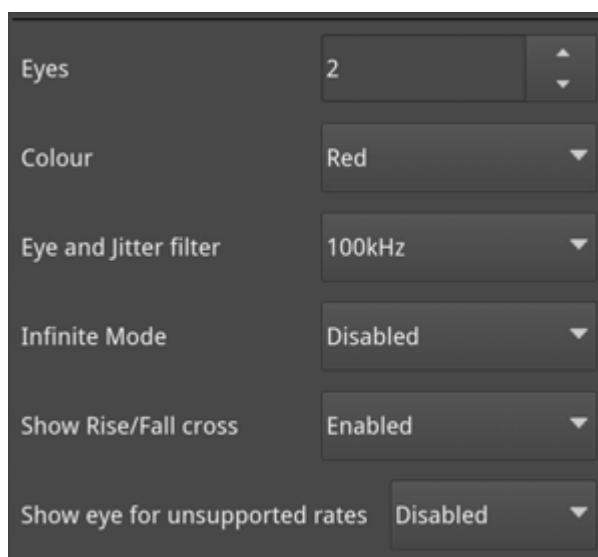 Eyes 2
Colour Red
Eye and Jitter filter 100kHz
Infinite Mode Disabled
Show Rise/Fall cross Enabled
Show eye for unsupported rates Disabled